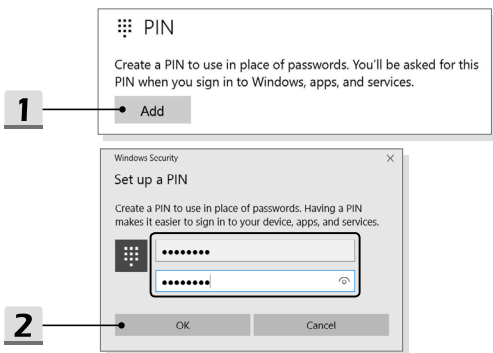 PIN
Create a PIN to use in place of passwords. You'll be asked for this
PIN when you sign in to Windows, apps, and services.
1
Add
Windows Security
Set up a PIN
Create a PIN to use in place of passwords. Having a PIN
makes it easier to sign in to your device, apps, and services.
••••••••
••••••••
2
OK Cancel